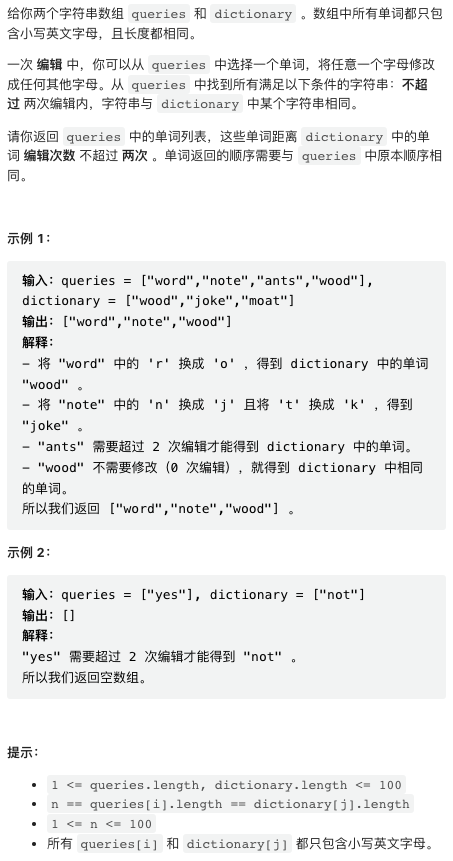 给你两个字符串数组 queries 和 dictionary 。数组中所有单词都只包
含小写英文字母，且长度都相同。
一次 编辑 中，你可以从 queries 中选择一个单词，将任意一个字母修改
成任何其他字母。从 queries 中找到所有满足以下条件的字符串：不超
过 两次编辑内，字符串与 dictionary 中某个字符串相同。
请你返回 queries 中的单词列表，这些单词距离 dictionary 中的单
词 编辑次数 不超过 两次 。单词返回的顺序需要与 queries 中原本顺序相
同。
示例 1：
输入：queries = ["word","note","ants","wood"],
dictionary = ["wood","joke","moat"]
输出：["word","note","wood"]
解释：
- 将 "word" 中的 'r' 换成 'o' ，得到 dictionary 中的单词
"wood" 。
- 将 "note" 中的 'n' 换成 'j' 且将 't' 换成 'k' ，得到
"joke" 。
- "ants" 需要超过 2 次编辑才能得到 dictionary 中的单词。
- "wood" 不需要修改（0 次编辑），就得到 dictionary 中相同
的单词。
所以我们返回 ["word","note","wood"] 。
示例 2：
输入：queries = ["yes"], dictionary = ["not"]
输出：[]
解释：
"yes" 需要超过 2 次编辑才能得到 "not" 。
所以我们返回空数组。
提示：
• 1 <= queries.length, dictionary.length <= 100
• n == queries[i].length == dictionary[j].length
• 1 <= n <= 100
• 所有 queries[i] 和 dictionary[j] 都只包含小写英文字母。